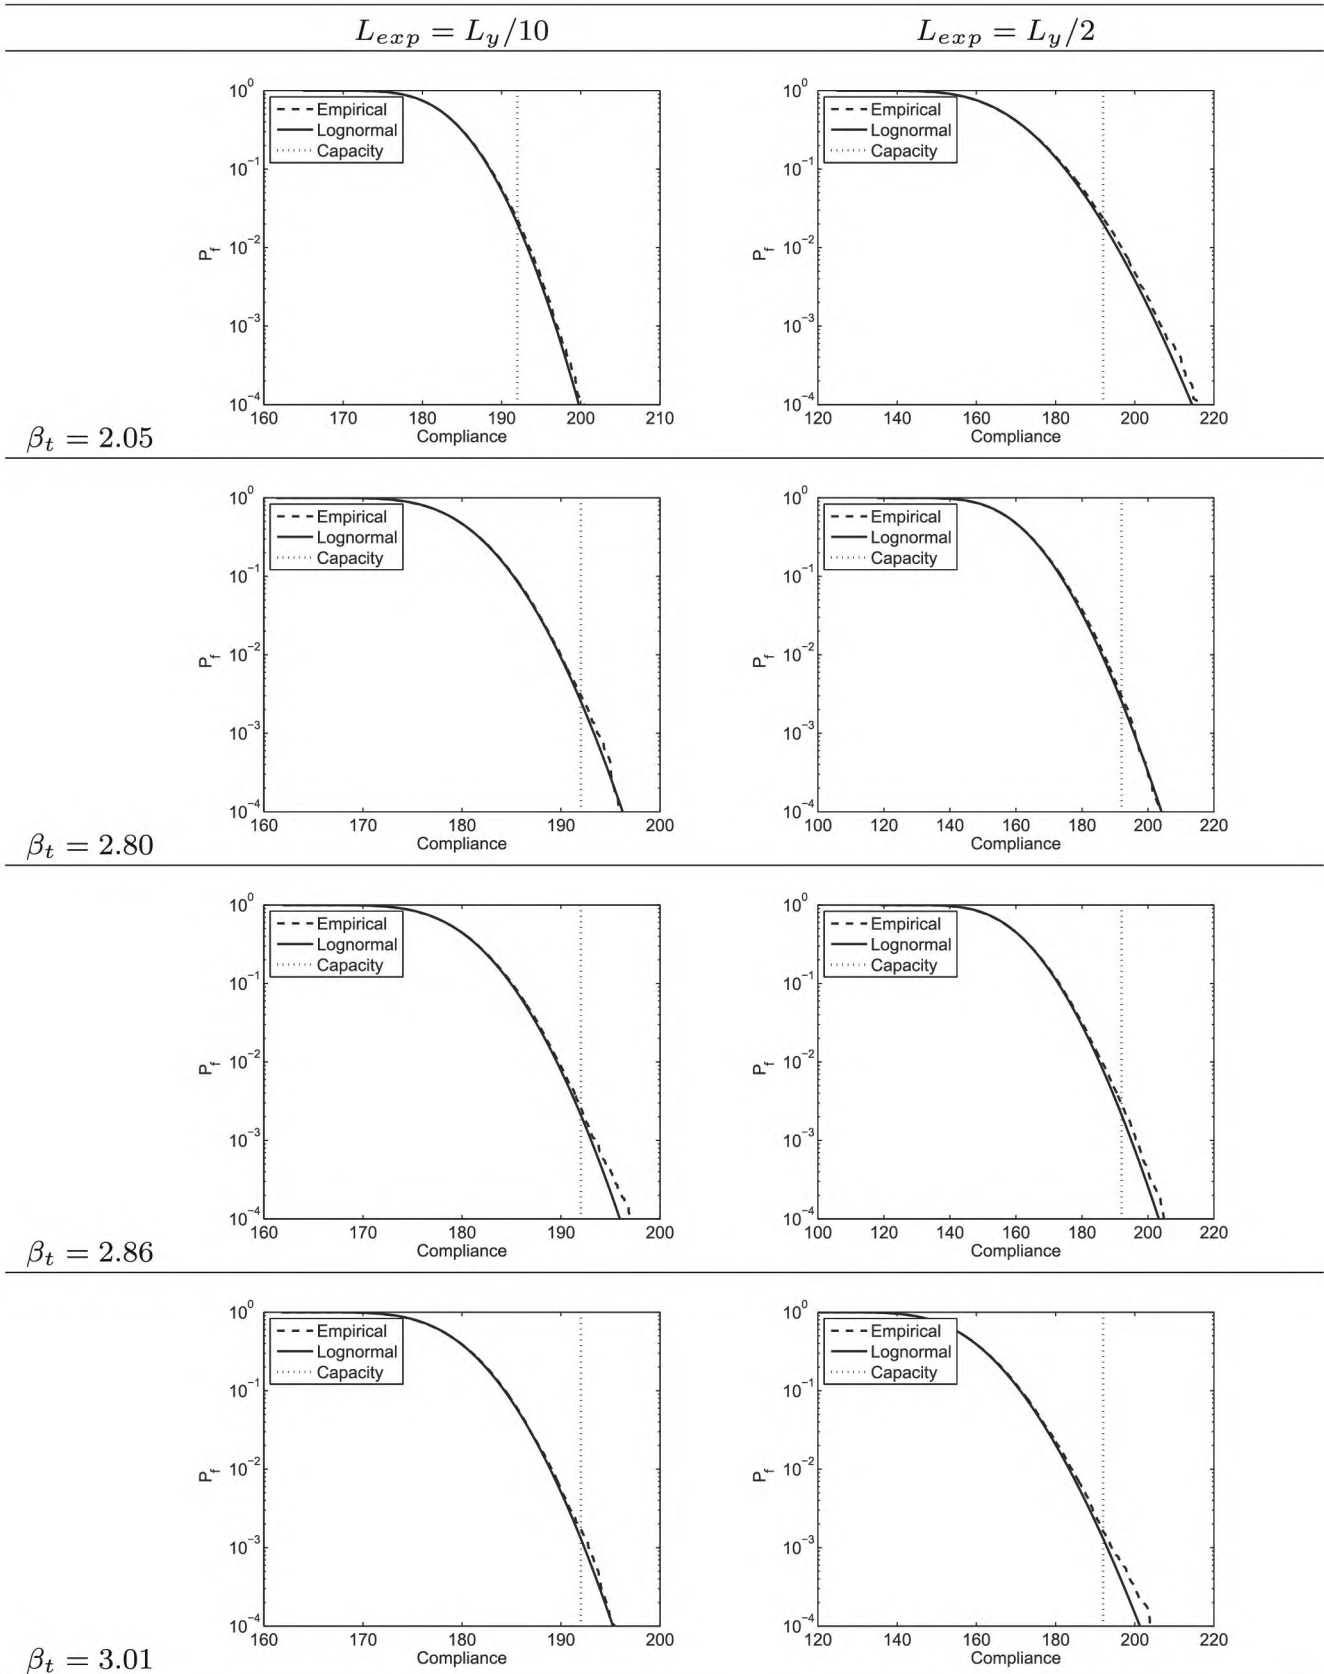 L_exp = L_y/10 L_exp = L_y/2
10^0 10^0
Empirical Empirical
Lognormal Lognormal
Capacity Capacity
10^−1 10^−1
P_f 10^−2 P_f 10^−2
10^−3 10^−3
10^−4 10^−4
160 170 180 190 200 210 120 140 160 180 200 220
Compliance Compliance
β_t = 2.05
10^0 10^0
Empirical Empirical
Lognormal Lognormal
Capacity Capacity
10^−1 10^−1
P_f 10^−2 P_f 10^−2
10^−3 10^−3
10^−4 10^−4
160 170 180 190 200 100 120 140 160 180 200 220
Compliance Compliance
β_t = 2.80
10^0 10^0
Empirical Empirical
Lognormal Lognormal
Capacity Capacity
10^−1 10^−1
P_f 10^−2 P_f 10^−2
10^−3 10^−3
10^−4 10^−4
160 170 180 190 200 100 120 140 160 180 200 220
Compliance Compliance
β_t = 2.86
10^0 10^0
Empirical Empirical
Lognormal Lognormal
Capacity Capacity
10^−1 10^−1
P_f 10^−2 P_f 10^−2
10^−3 10^−3
10^−4 10^−4
160 170 180 190 200 120 140 160 180 200 220
Compliance Compliance
β_t = 3.01